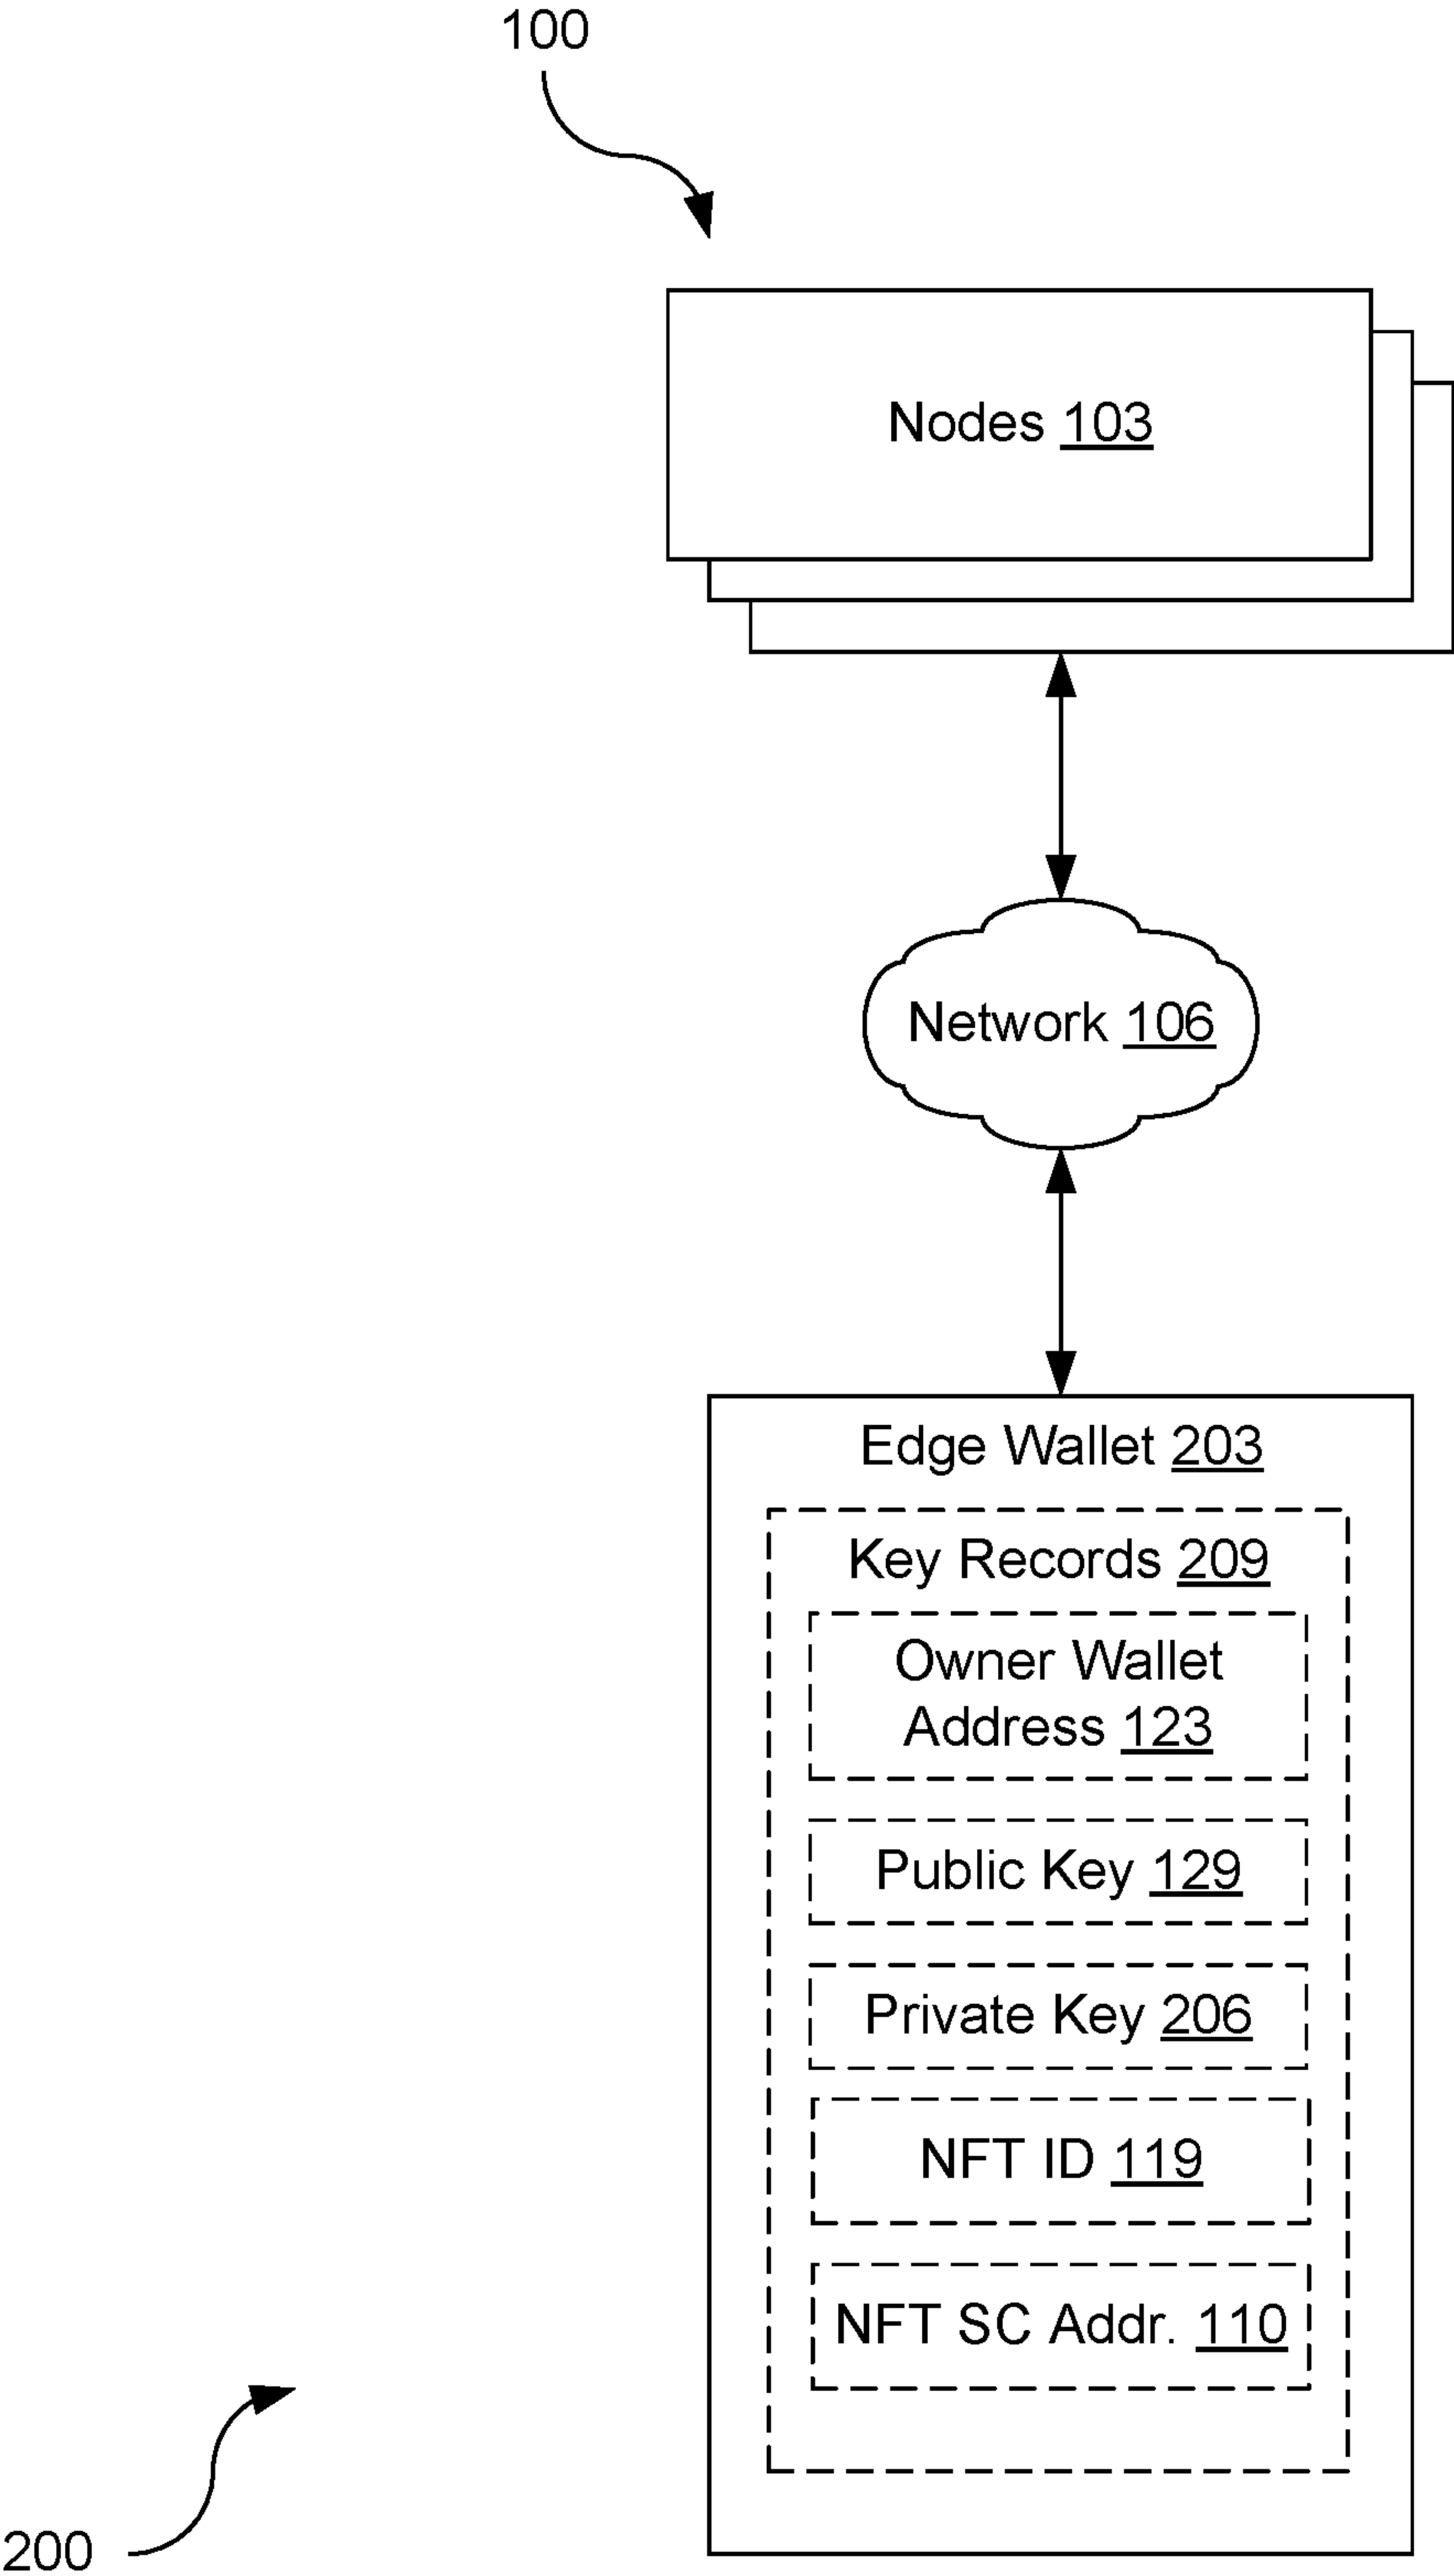 100
Nodes 103
Network 106
Edge Wallet 203
Key Records 209
Owner Wallet
Address 123
Public Key 129
Private Key 206
NFT ID 119
NFT SC Addr. 110
200